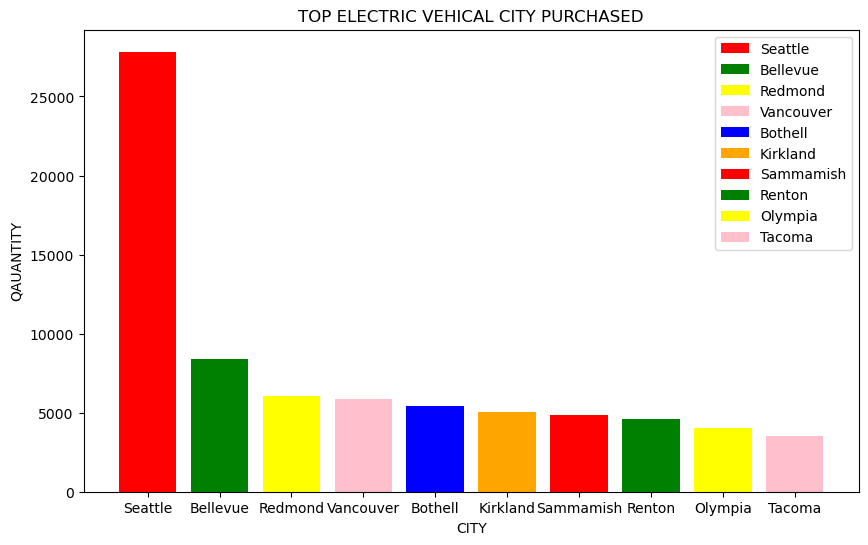 TOP ELECTRIC VEHICAL CITY PURCHASED
Seattle
Bellevue
Redmond
Vancouver
Bothell
Kirkland
Sammamish
Renton
Olympia
Tacoma
QAUANTITY
25000
20000
15000
10000
5000
0
Seattle Bellevue Redmond Vancouver Bothell Kirkland Sammamish Renton Olympia Tacoma
CITY